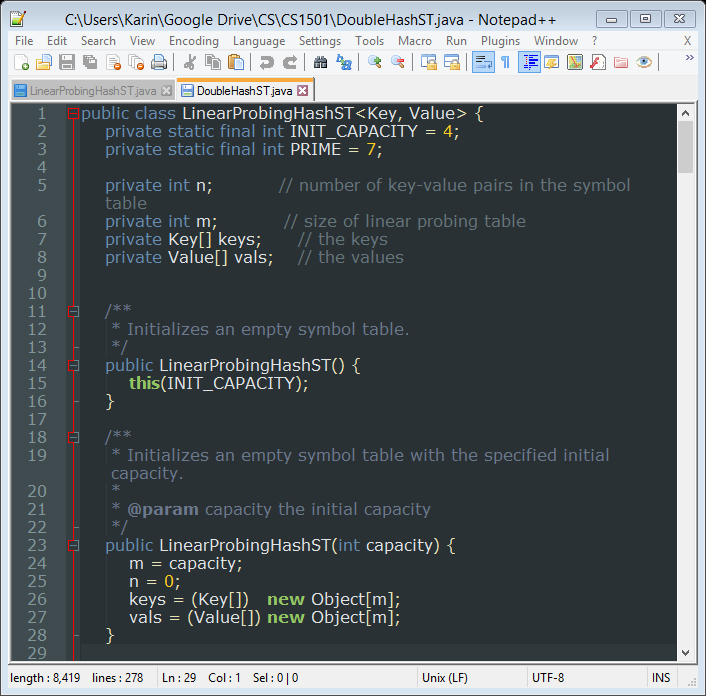 C:\Users\Karin\Google Drive\CS\CS1501\DoubleHashST.java - Notepad++
File Edit Search View Encoding Language Settings Tools Macro Run Plugins Window ? X
LinearProbingHashST.java DoubleHashST.java
1 public class LinearProbingHashST<Key, Value> {
2 private static final int INIT_CAPACITY = 4;
3 private static final int PRIME = 7;
4
5 private int n; // number of key-value pairs in the symbol
table
6 private int m; // size of linear probing table
7 private Key[] keys; // the keys
8 private Value[] vals; // the values
9
10
11 /**
12 * Initializes an empty symbol table.
13 */
14 public LinearProbingHashST() {
15 this(INIT_CAPACITY);
16 }
17
18 /**
19 * Initializes an empty symbol table with the specified initial
capacity.
20 *
21 * @param capacity the initial capacity
22 */
23 public LinearProbingHashST(int capacity) {
24 m = capacity;
25 n = 0;
26 keys = (Key[]) new Object[m];
27 vals = (Value[]) new Object[m];
28 }
29
length : 8,419 lines : 278 Ln : 29 Col : 1 Sel : 0 | 0 Unix (LF) UTF-8 INS